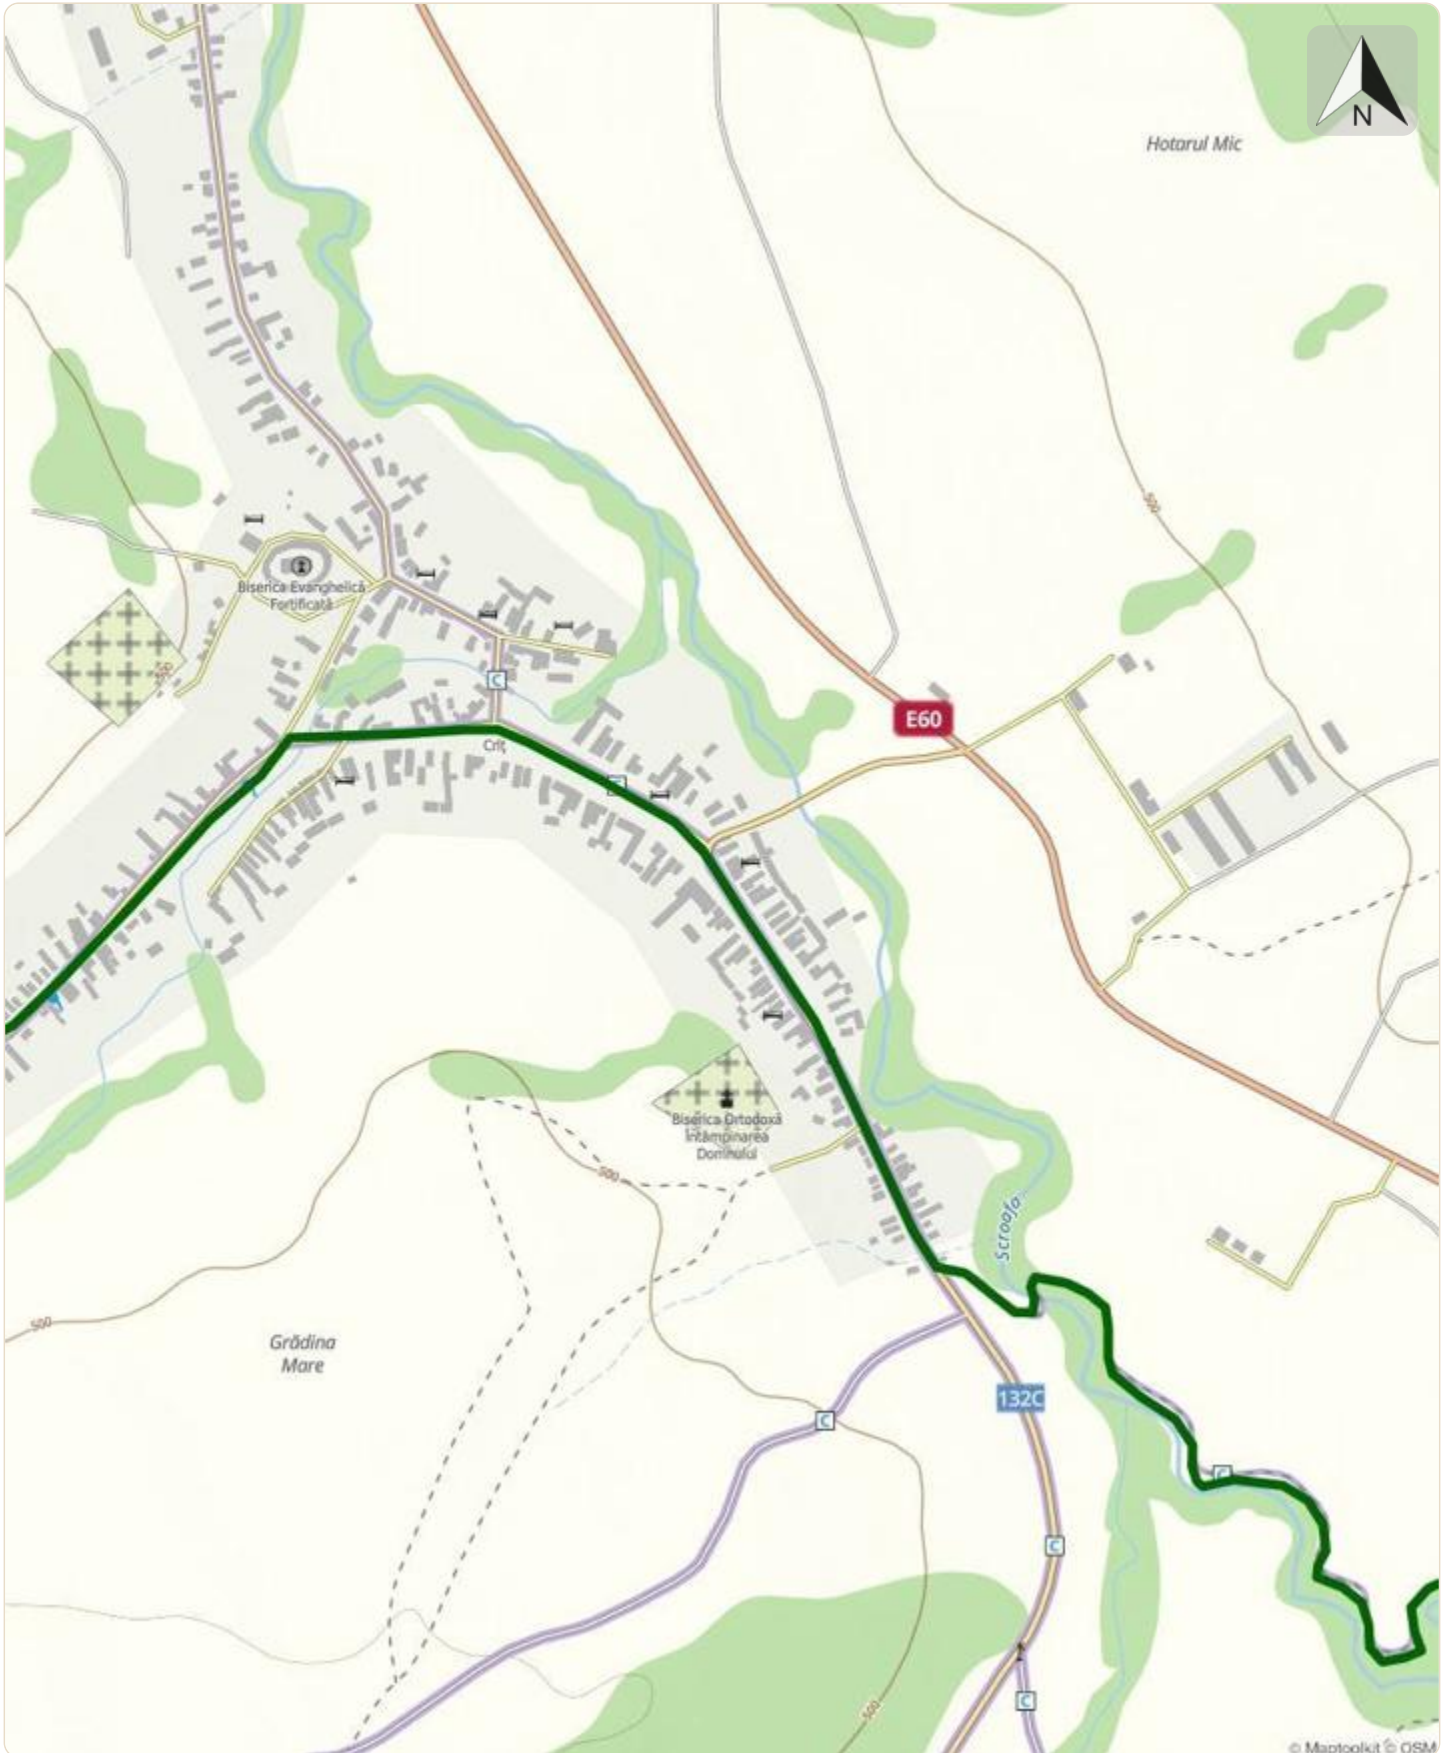 N
Hotarul Mic
500
Biserica Evanghelică
Fortificată
500
C
E60
Criț
C
Biserica Ortodoxă
Întâmpinarea
Domnului
500
Scroafa
500
Grădina
Mare
132C
C
C
C
C
500
© Maptoolkit © OSM